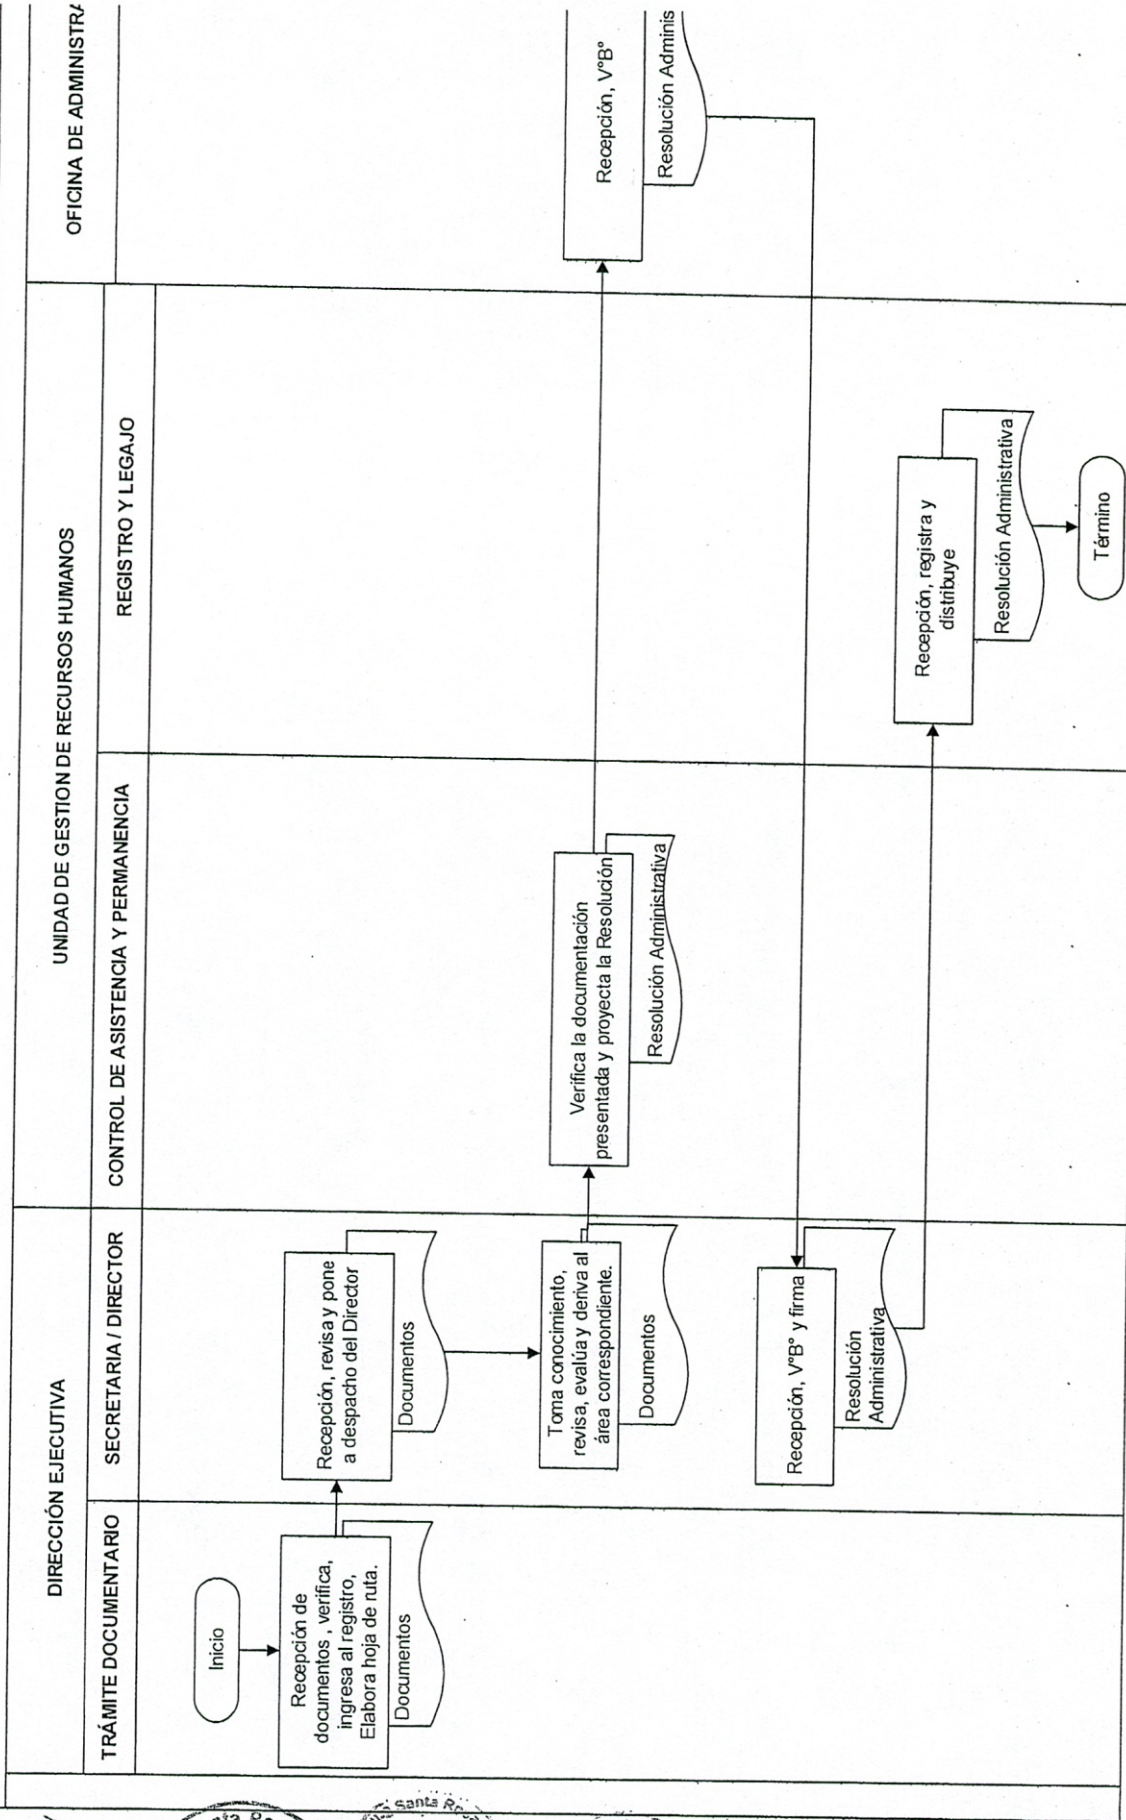 DIRECCIÓN EJECUTIVA
UNIDAD DE GESTION DE RECURSOS HUMANOS
OFICINA DE ADMINISTRA
TRÁMITE DOCUMENTARIO
SECRETARIA / DIRECTOR
CONTROL DE ASISTENCIA Y PERMANENCIA
REGISTRO Y LEGAJO
Inicio
Recepción de
documentos , verifica,
ingresa al registro,
Elabora hoja de ruta.
Documentos
Recepción, revisa y pone
a despacho del Director
Documentos
Toma conocimiento,
revisa, evalúa y deriva al
área correspondiente.
Documentos
Verifica la documentación
presentada y proyecta la Resolución
Resolución Administrativa
Recepción, V°B°
Resolución Adminis
Recepción, V°B° y firma
Resolución
Administrativa
Recepción, registra y
distribuye
Resolución Administrativa
Término
Santa